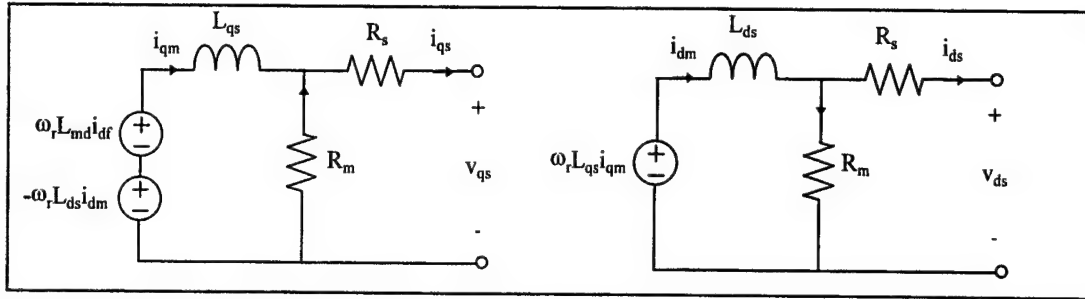 L_qs
i_qm
R_s
i_qs
+
ω_rL_mdi_df
+
-
R_m
v_qs
-ω_rL_dsi_dm
+
-
-
L_ds
i_dm
R_s
i_ds
+
ω_rL_qsi_qm
+
-
R_m
v_ds
-